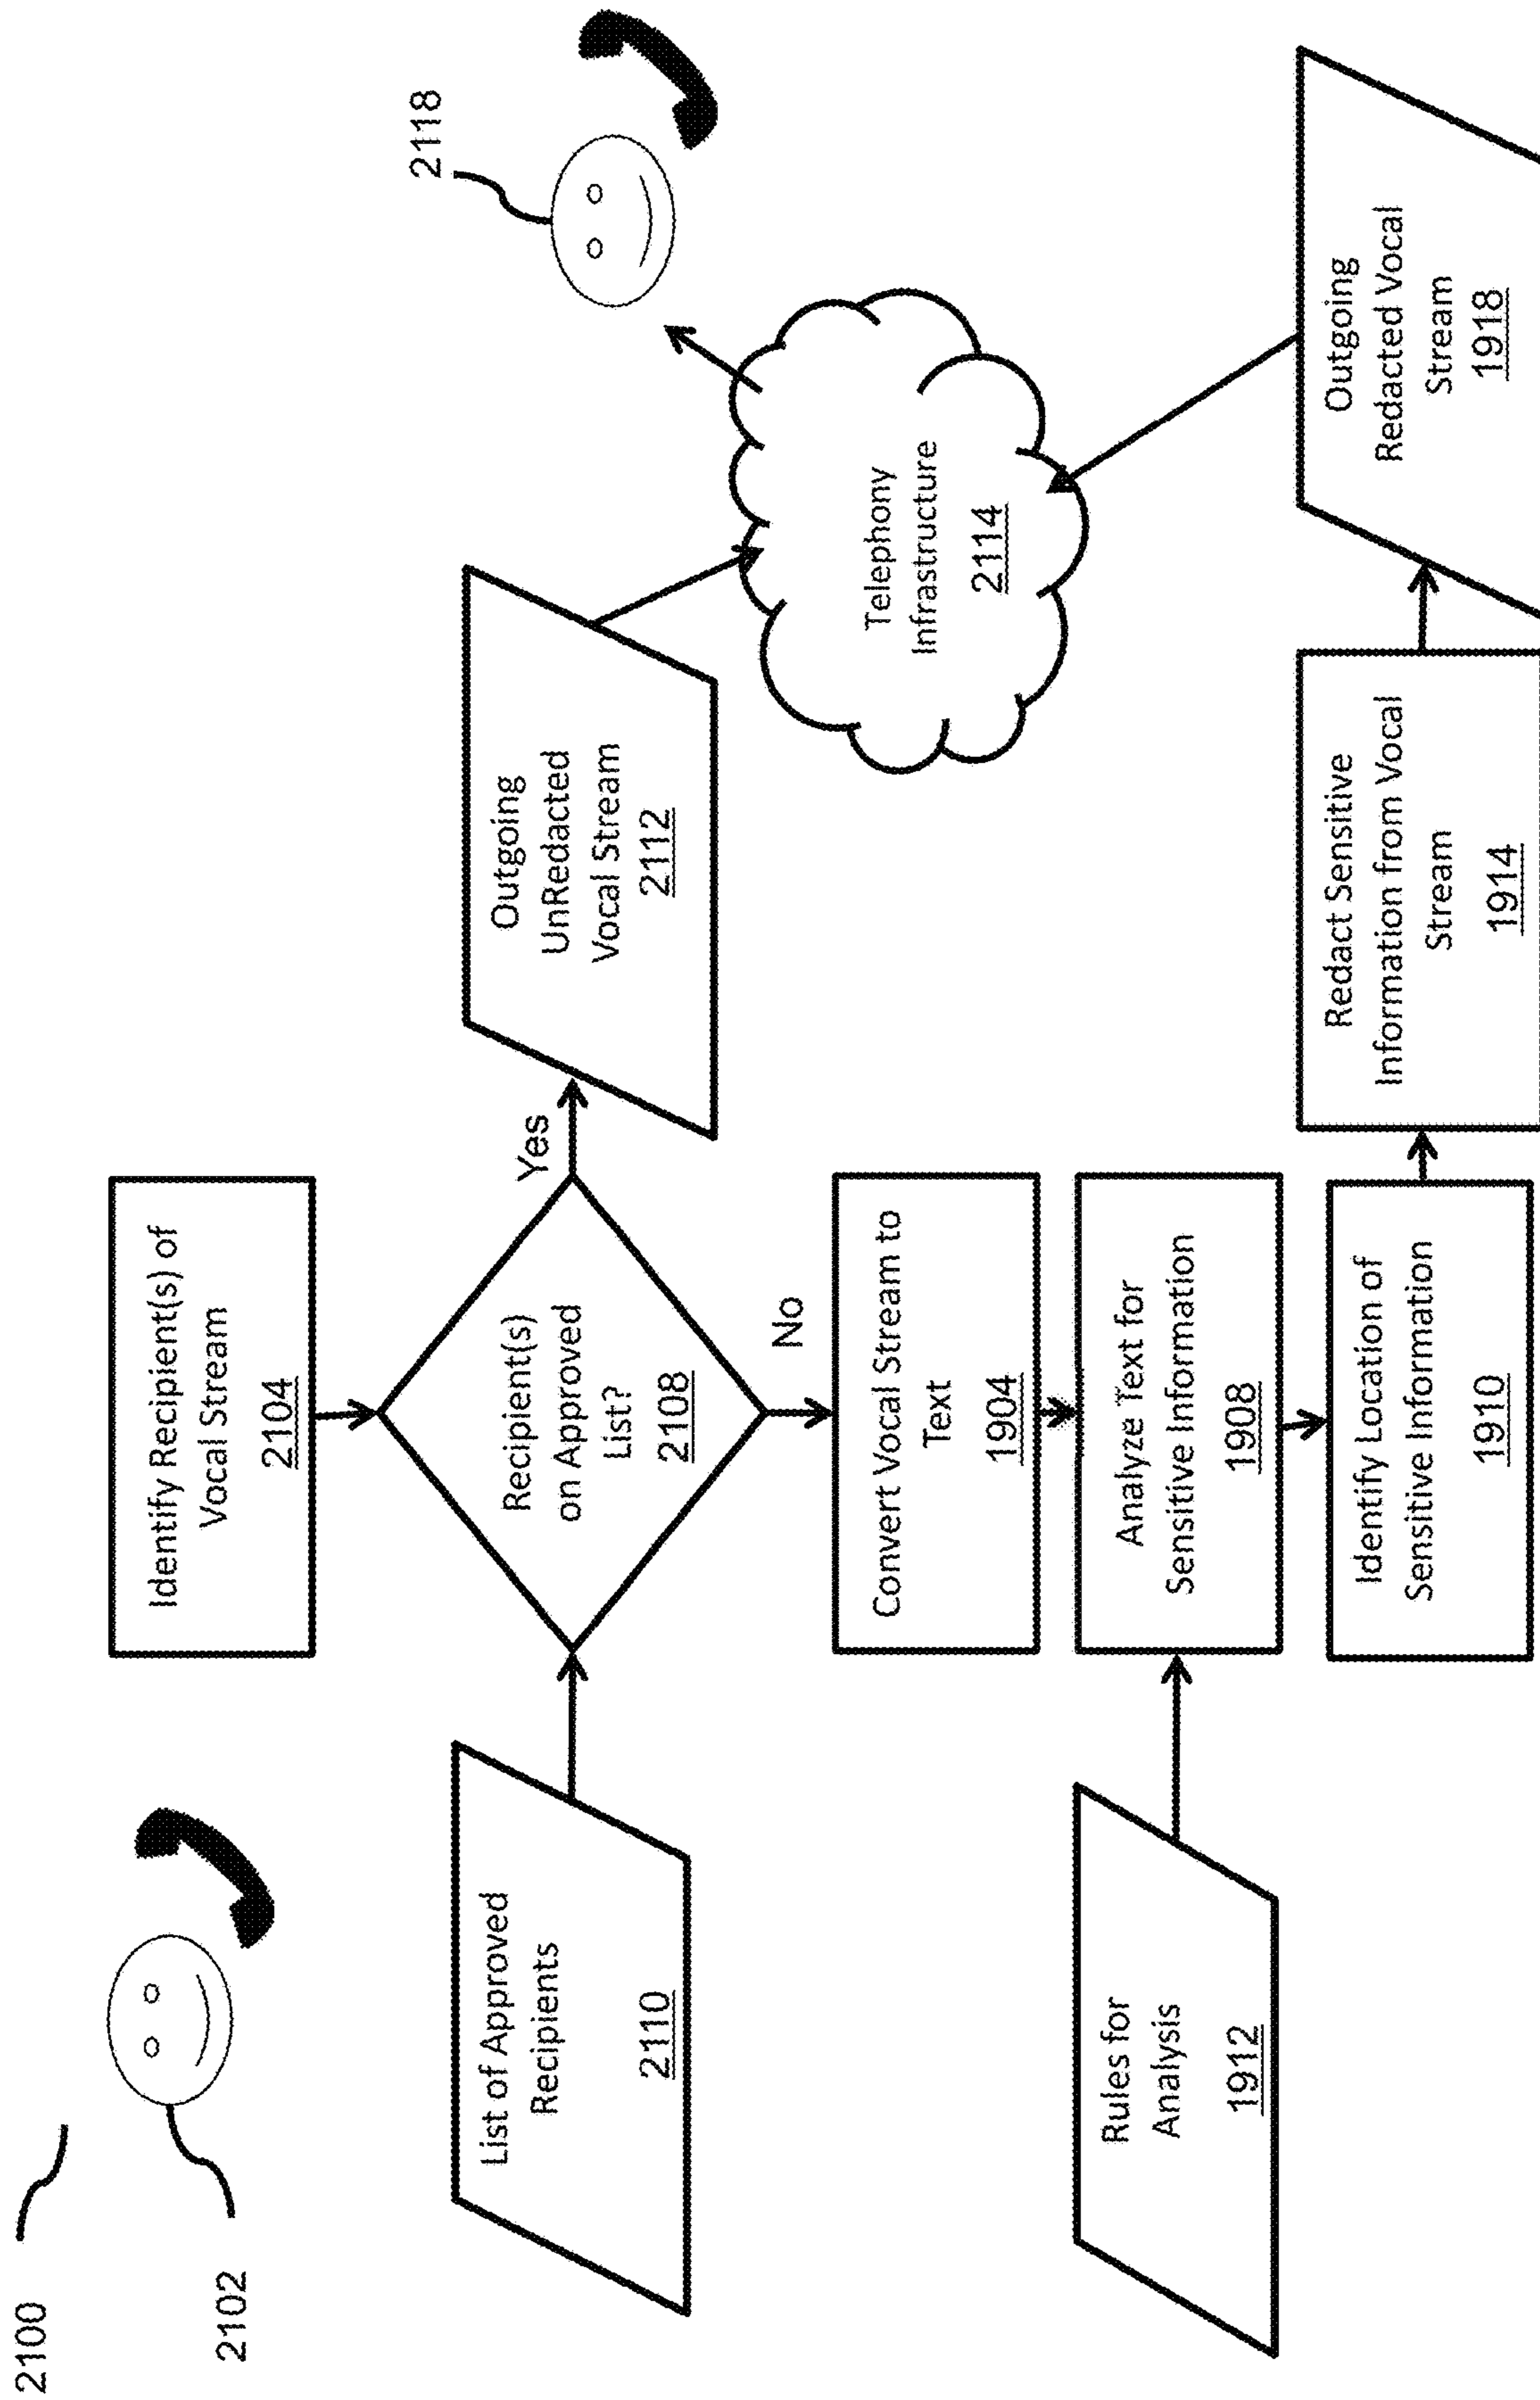 2100
2102
Identify Recipient(s) of
Vocal Stream
2104
2118
List of Approved
Recipients
2110
Recipient(s)
on Approved
List?
2108
Yes
Outgoing
UnRedacted
Vocal Stream
2112
No
Telephony
Infrastructure
2114
Convert Vocal Stream to
Text
1904
Rules for
Analysis
1912
Analyze Text for
Sensitive Information
1908
Identify Location of
Sensitive Information
1910
Redact Sensitive
Information from Vocal
Stream
1914
Outgoing
Redacted Vocal
Stream
1918